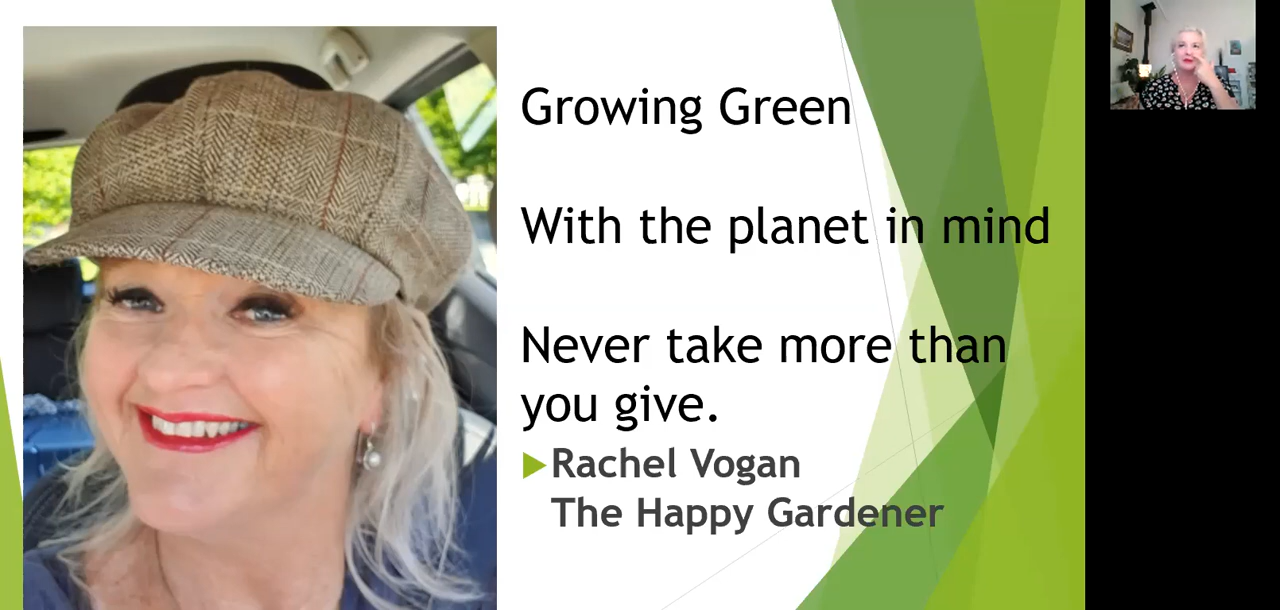 Growing Green
With the planet in mind
Never take more than
you give.
Rachel Vogan
The Happy Gardener